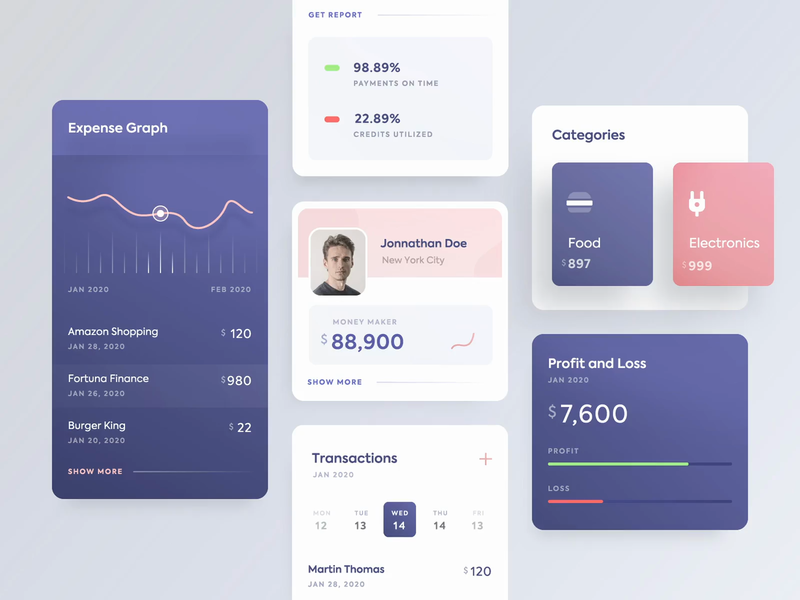 Expense Graph
JAN 2020
FEB 2020
Amazon Shopping
$ 120
JAN 28, 2020
Fortuna Finance
$980
JAN 26, 2020
Burger King
$ 22
JAN 20, 2020
SHOW MORE
GET REPORT
98.89%
PAYMENTS ON TIME
22.89%
CREDITS UTILIZED
Jonnathan Doe
New York City
MONEY MAKER
$ 88,900
SHOW MORE
Transactions
JAN 2020
MON TUE WED THU FRI
12 13 14 14 13
Martin Thomas
$ 120
JAN 28, 2020
Categories
Food
$ 897
Electronics
$ 999
Profit and Loss
JAN 2020
$ 7,600
PROFIT
LOSS